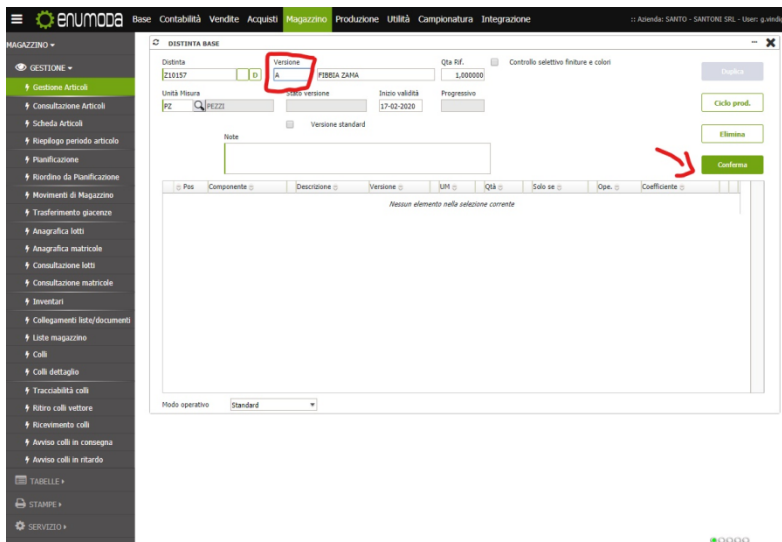 enumoda Base Contabilità Vendite Acquisti Magazzino Produzione Utilità Campionatura Integrazione :: Azienda: SANTO - SANTONI SRL - User: g.vindi
MAGAZZINO
GESTIONE
Gestione Articoli
Consultazione Articoli
Scheda Articoli
Riepilogo periodo articolo
Pianificazione
Riordino da Pianificazione
Movimenti di Magazzino
Trasferimento giacenze
Anagrafica lotti
Anagrafica matricole
Consultazione lotti
Consultazione matricole
Inventari
Collegamenti liste/documenti
Liste magazzino
Colli
Colli dettaglio
Tracciabilità colli
Ritiro colli vettore
Ricevimento colli
Avviso colli in consegna
Avviso colli in ritardo
TABELLE
STAMPE
SERVIZIO
DISTINTA BASE
Distinta Versione Qta Rif. Controllo selettivo finiture e colori
Z10157 D A FIBBIA ZAMA 1,000000
Duplica
Unità Misura Stato versione Inizio validità Progressivo
PZ PEZZI 17-02-2020
Ciclo prod.
Versione standard
Elimina
Note
Conferma
Pos Componente Descrizione Versione UM Qtà Solo se Ope. Coefficiente
Nessun elemento nella selezione corrente
Modo operativo Standard